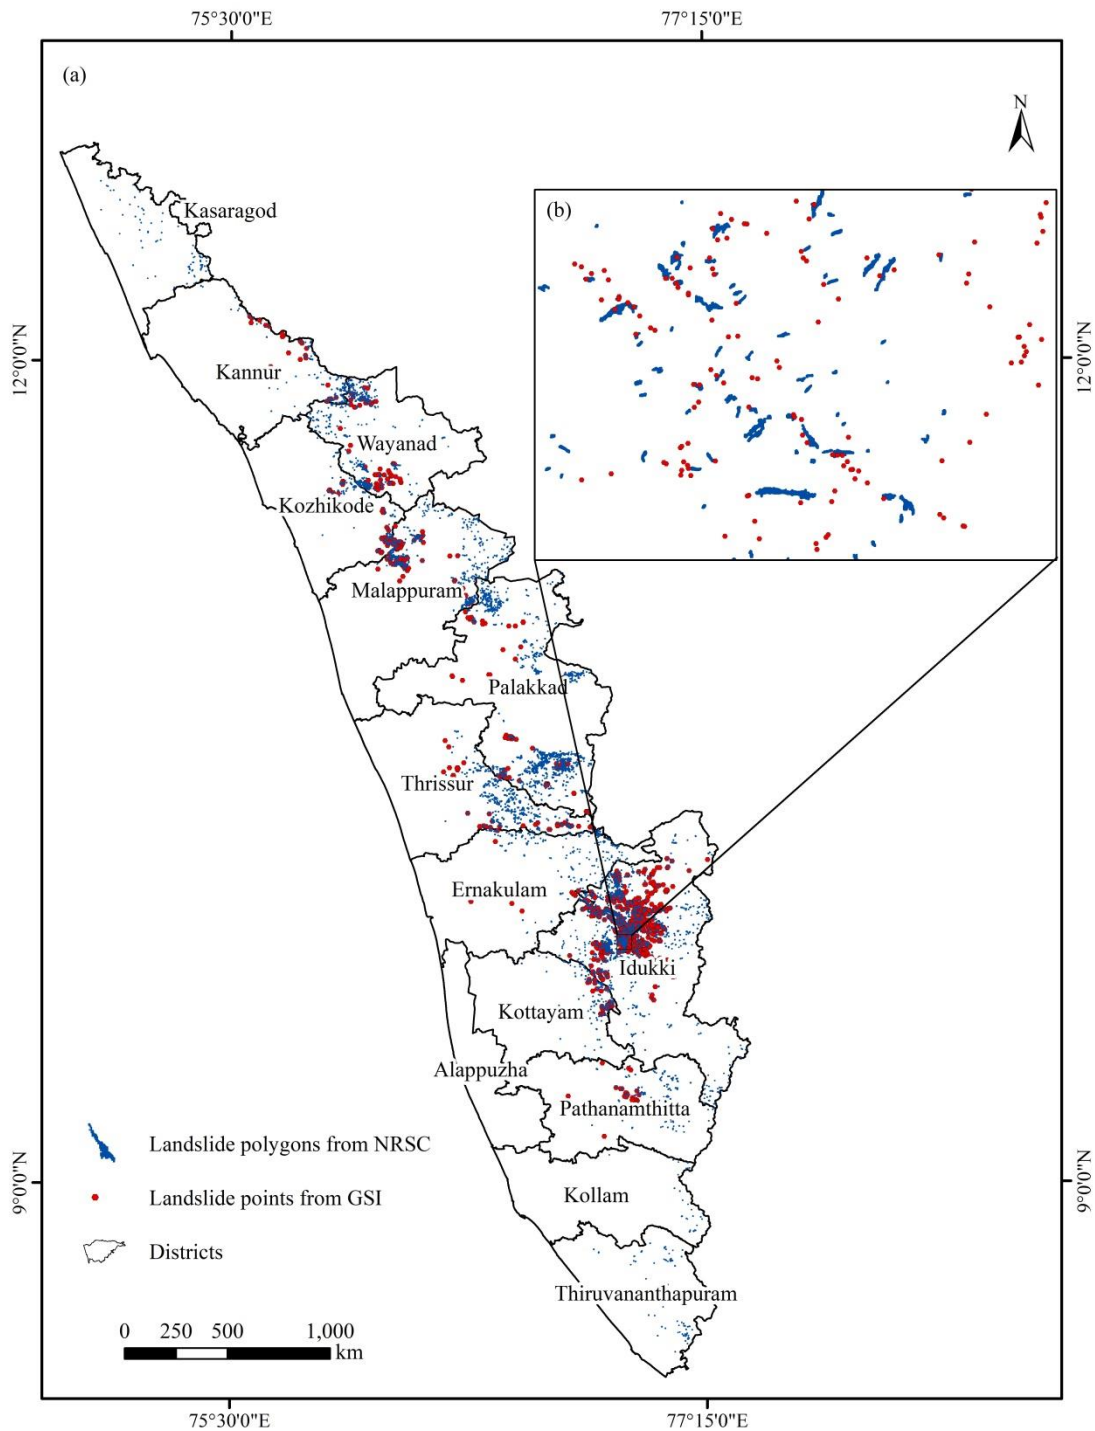 75°30'0"E
77°15'0"E
(a)
N
(b)
Kasaragod
12°0'0"N
12°0'0"N
Kannur
Wayanad
Kozhikode
Malappuram
Palakkad
Thrissur
Ernakulam
Idukki
Kottayam
Alappuzha
Pathanamthitta
Landslide polygons from NRSC
9°0'0"N
9°0'0"N
Landslide points from GSI
Kollam
Districts
Thiruvananthapuram
0 250 500 1,000
km
75°30'0"E
77°15'0"E